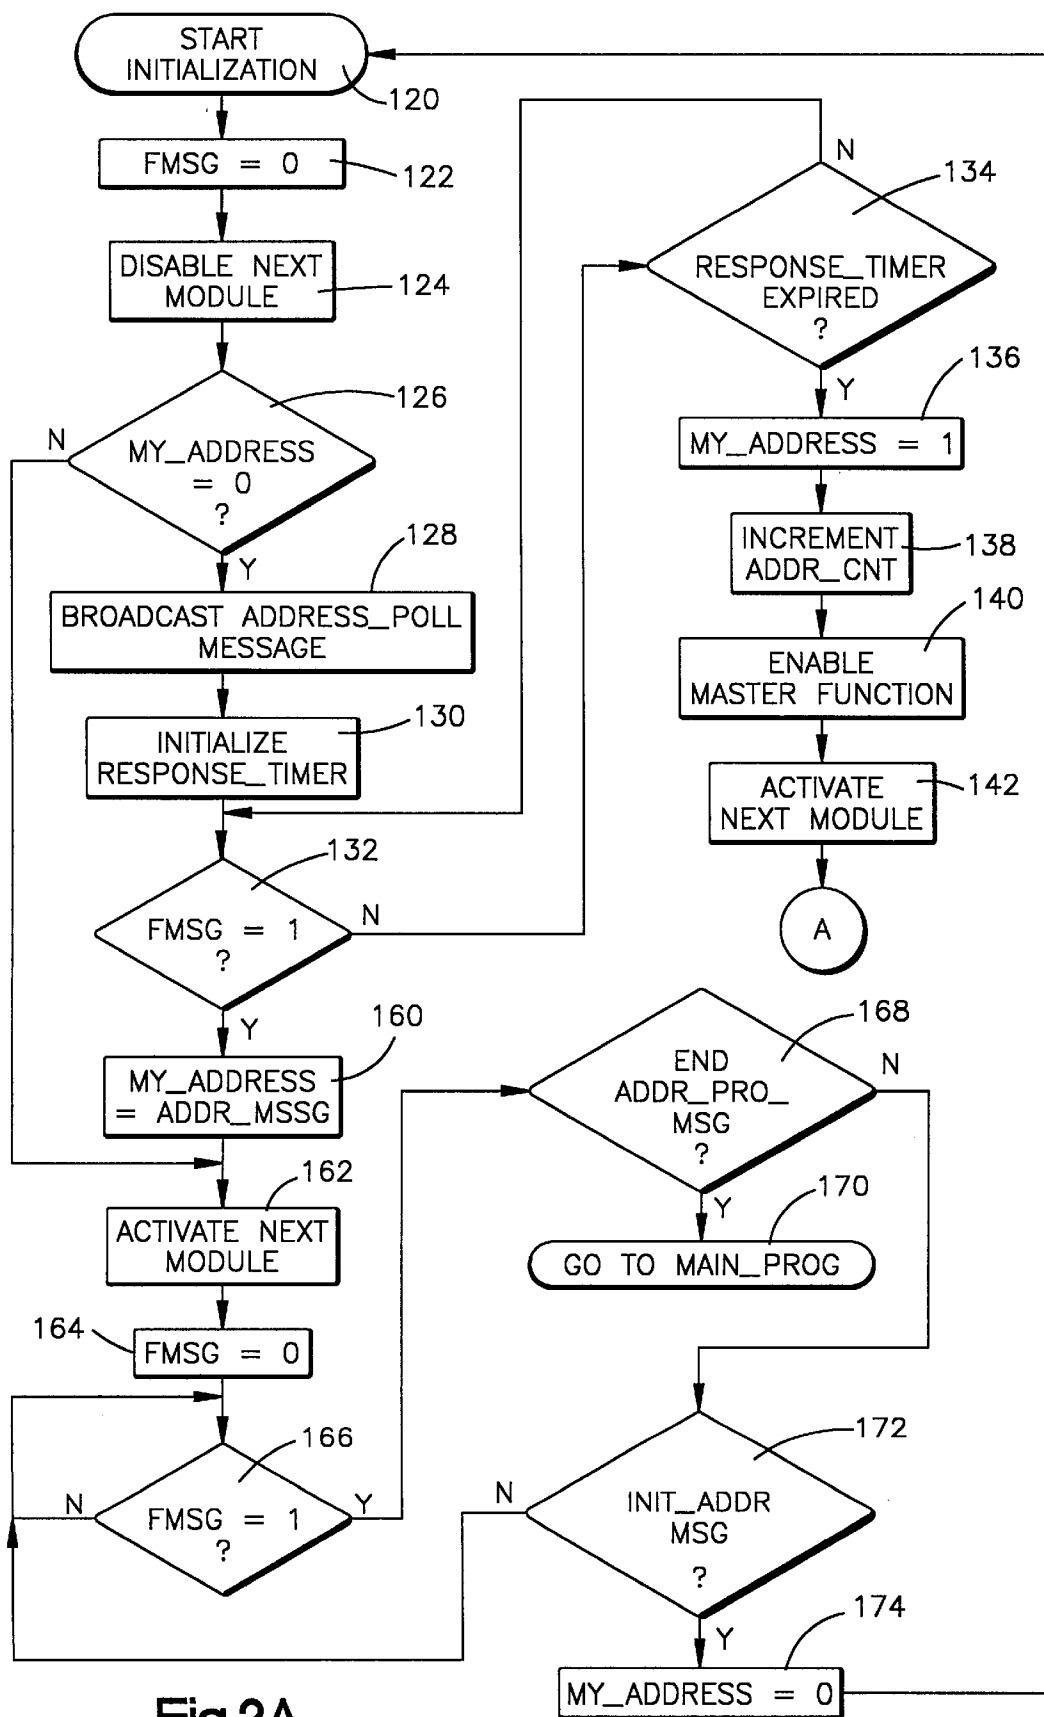 START
INITIALIZATION
120
FMSG = 0
122
DISABLE NEXT
MODULE
124
MY_ADDRESS
= 0
?
126
N
Y
BROADCAST ADDRESS_POLL
MESSAGE
128
INITIALIZE
RESPONSE_TIMER
130
FMSG = 1
?
132
N
Y
RESPONSE_TIMER
EXPIRED
?
134
N
Y
MY_ADDRESS = 1
136
INCREMENT
ADDR_CNT
138
ENABLE
MASTER FUNCTION
140
ACTIVATE
NEXT MODULE
142
A
MY_ADDRESS
= ADDR_MSSG
160
ACTIVATE NEXT
MODULE
162
FMSG = 0
164
FMSG = 1
?
166
N
Y
END
ADDR_PRO_
MSG
?
168
N
Y
GO TO MAIN_PROG
170
INIT_ADDR
MSG
?
172
N
Y
MY_ADDRESS = 0
174
Fig.2A